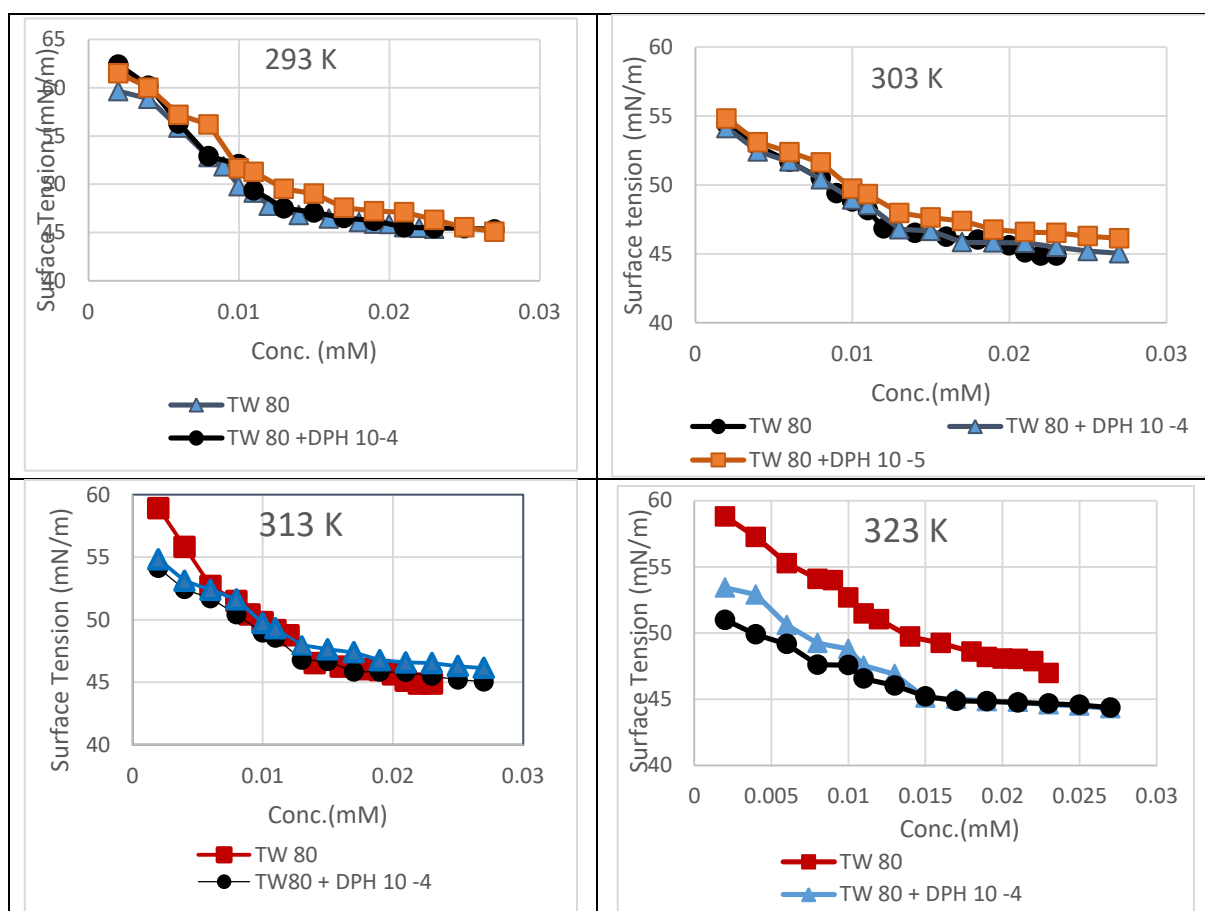 293 K
Surface Tension (mN/m)
65
60
55
50
45
40
0 0.01 0.02 0.03
Conc. (mM)
TW 80
TW 80 +DPH 10-4
303 K
Surface tension (mN/m)
60
55
50
45
40
0 0.01 0.02 0.03
Conc.(mM)
TW 80 TW 80 + DPH 10 -4
TW 80 +DPH 10 -5
313 K
Surface Tension (mN/m)
60
55
50
45
40
0 0.01 0.02 0.03
Conc.(mM)
TW 80
TW80 + DPH 10 -4
323 K
Surface Tension (mN/m)
60
55
50
45
40
0 0.005 0.01 0.015 0.02 0.025 0.03
Conc.(mM)
TW 80
TW 80 + DPH 10 -4